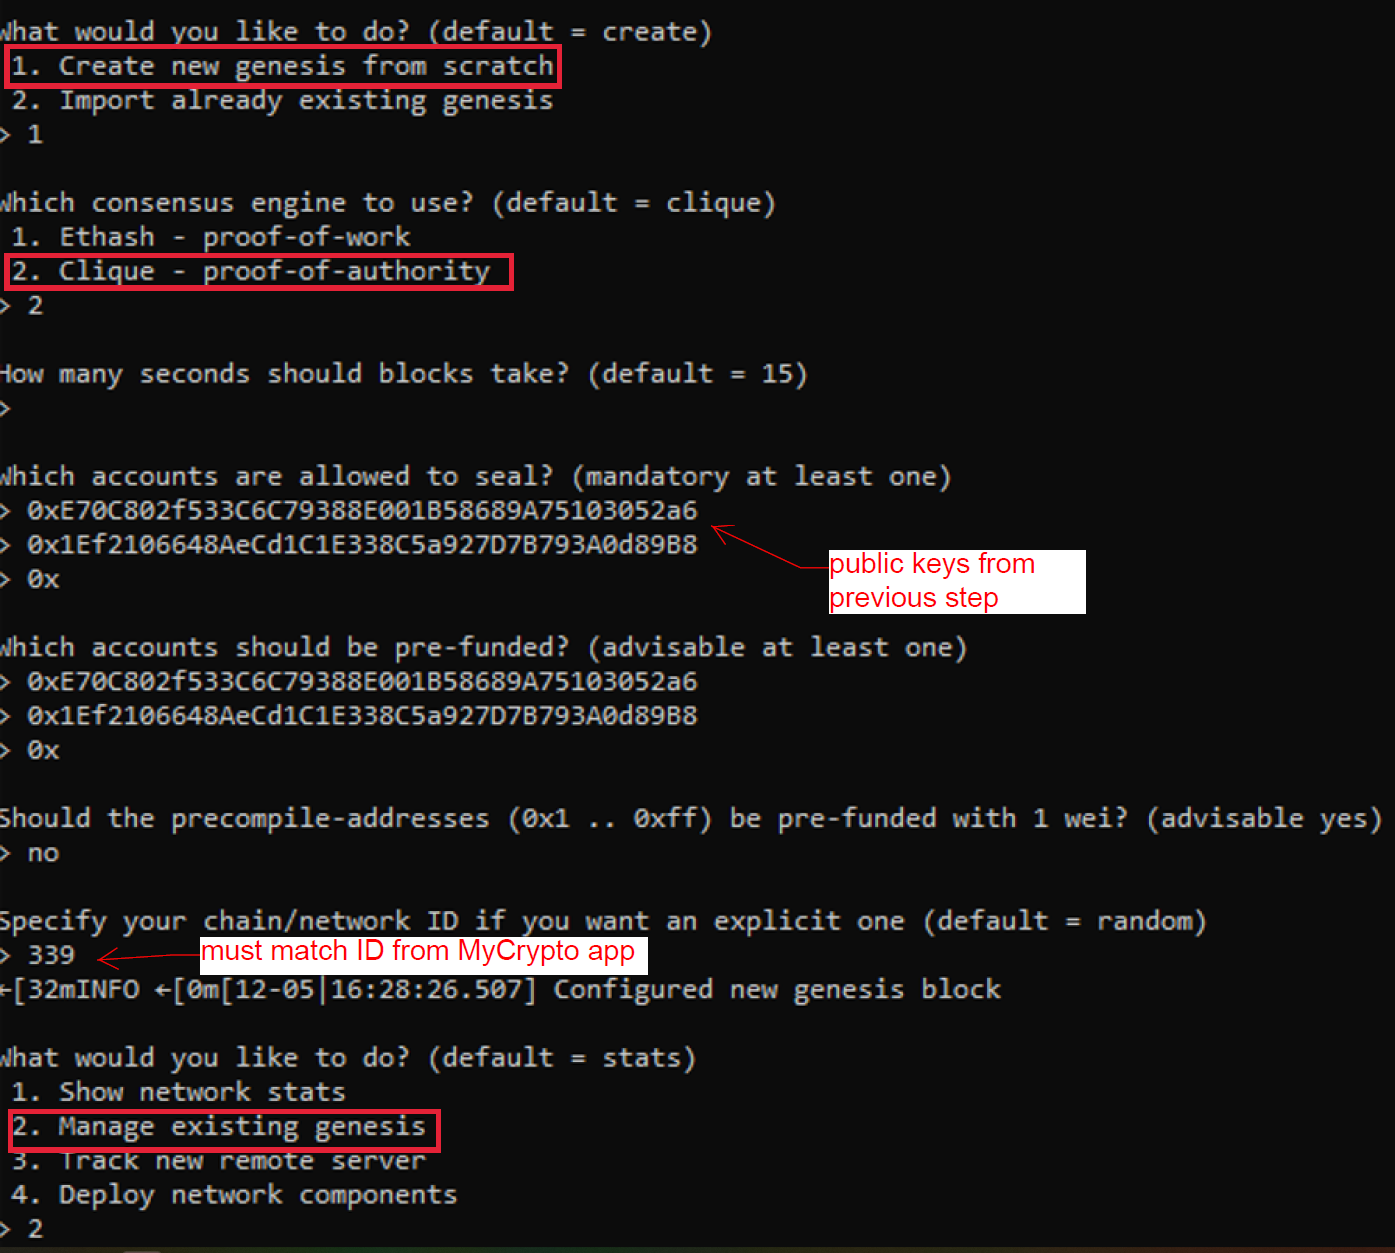 What would you like to do? (default = create)
1. Create new genesis from scratch
2. Import already existing genesis
> 1
Which consensus engine to use? (default = clique)
1. Ethash - proof-of-work
2. Clique - proof-of-authority
> 2
How many seconds should blocks take? (default = 15)
>
Which accounts are allowed to seal? (mandatory at least one)
> 0xE70C802f533C6C79388E001B58689A75103052a6
> 0x1Ef2106648AeCd1C1E338C5a927D7B793A0d89B8
> 0x
public keys from
previous step
Which accounts should be pre-funded? (advisable at least one)
> 0xE70C802f533C6C79388E001B58689A75103052a6
> 0x1Ef2106648AeCd1C1E338C5a927D7B793A0d89B8
> 0x
Should the precompile-addresses (0x1 .. 0xff) be pre-funded with 1 wei? (advisable yes)
> no
Specify your chain/network ID if you want an explicit one (default = random)
> 339
must match ID from MyCrypto app
←[32mINFO ←[0m[12-05|16:28:26.507] Configured new genesis block
What would you like to do? (default = stats)
1. Show network stats
2. Manage existing genesis
3. Track new remote server
4. Deploy network components
> 2